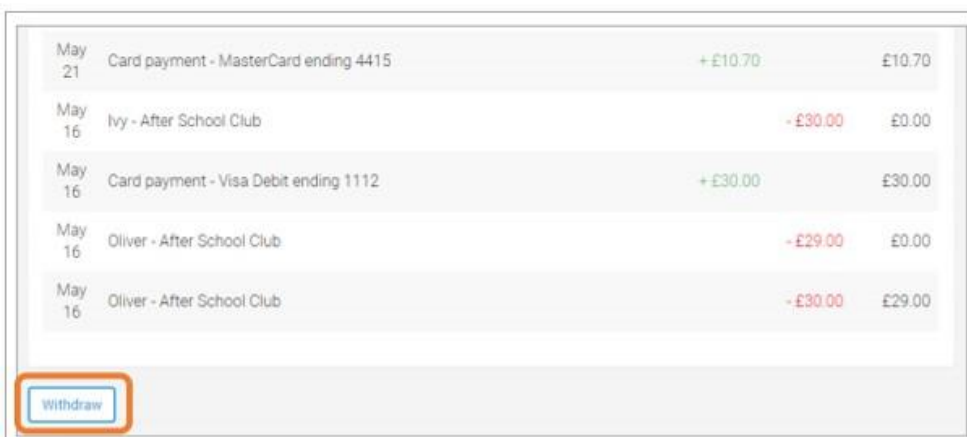 May 21 Card payment - MasterCard ending 4415 + £10.70 £10.70
May 16 Ivy - After School Club - £30.00 £0.00
May 16 Card payment - Visa Debit ending 1112 + £30.00 £30.00
May 16 Oliver - After School Club - £29.00 £0.00
May 16 Oliver - After School Club - £30.00 £29.00
Withdraw